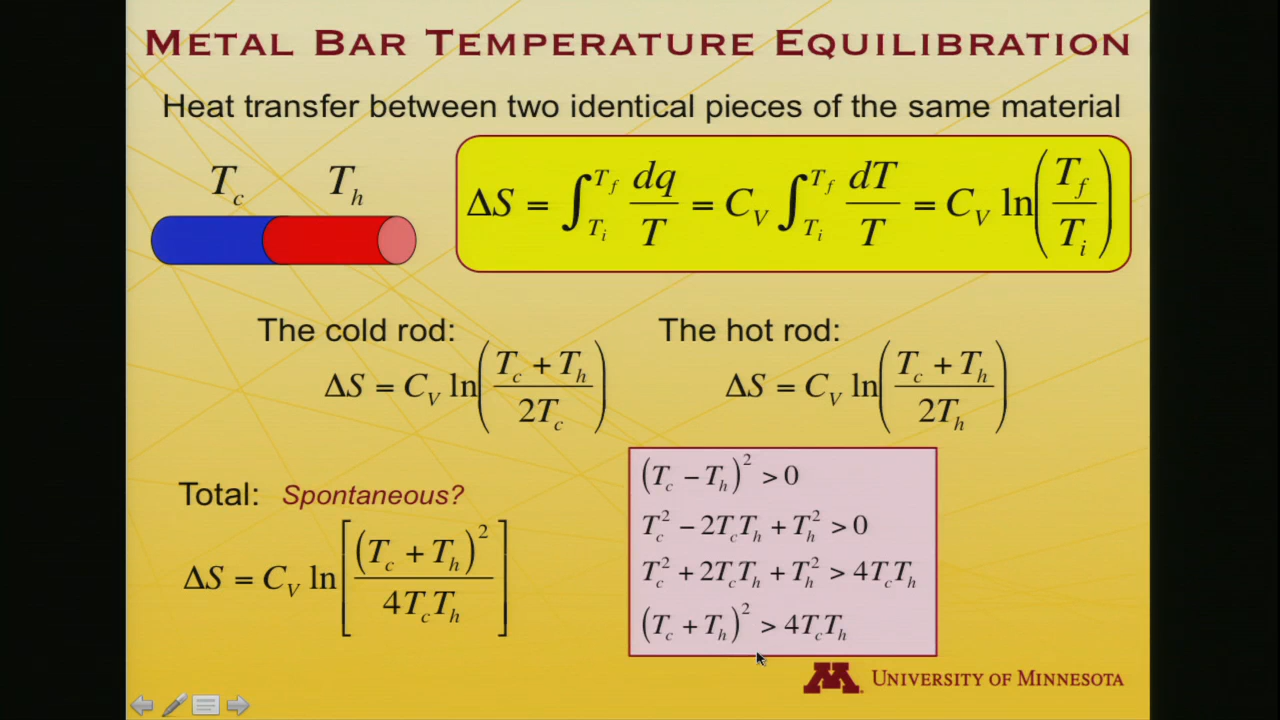 METAL BAR TEMPERATURE EQUILIBRATION
Heat transfer between two identical pieces of the same material
T_c T_h
ΔS = ∫_{T_i}^{T_f} dq/T = C_V ∫_{T_i}^{T_f} dT/T = C_V ln(T_f/T_i)
The cold rod: The hot rod:
ΔS = C_V ln((T_c + T_h)/(2T_c)) ΔS = C_V ln((T_c + T_h)/(2T_h))
Total: Spontaneous?
ΔS = C_V ln[(T_c + T_h)^2/(4T_cT_h)]
(T_c − T_h)^2 > 0
T_c^2 − 2T_cT_h + T_h^2 > 0
T_c^2 + 2T_cT_h + T_h^2 > 4T_cT_h
(T_c + T_h)^2 > 4T_cT_h
M UNIVERSITY OF MINNESOTA